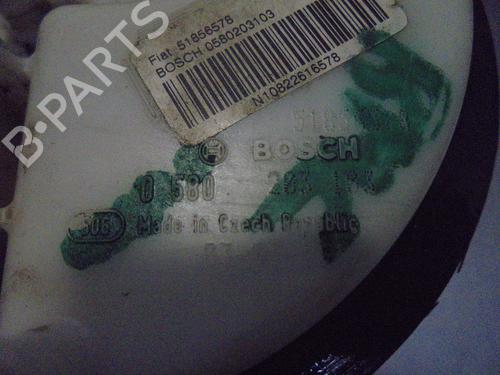 Fiat 51856578
BOSCH 0580203103
N10822616578
B-PARTS
BOSCH
0 580
Made in Czech Republic